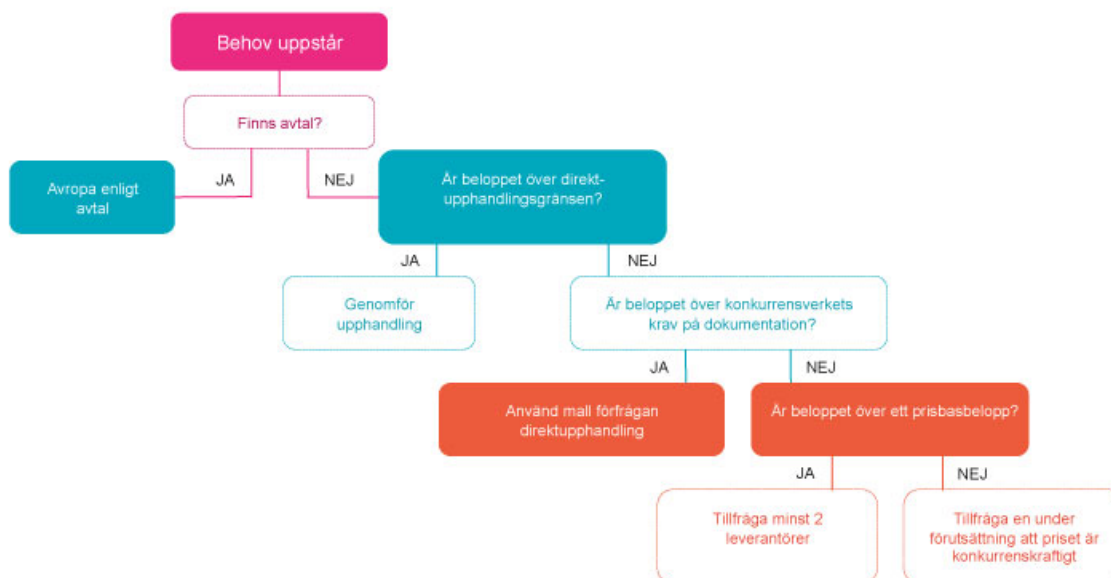 Behov uppstår
Finns avtal?
JA
NEJ
Avropa enligt
avtal
Är beloppet över direkt-
upphandlingsgränsen?
JA
NEJ
Genomför
upphandling
Är beloppet över konkurrensverkets
krav på dokumentation?
JA
NEJ
Använd mall förfrågan
direktupphandling
Är beloppet över ett prisbasbelopp?
JA
NEJ
Tillfråga minst 2
leverantörer
Tillfråga en under
förutsättning att priset är
konkurrenskraftigt